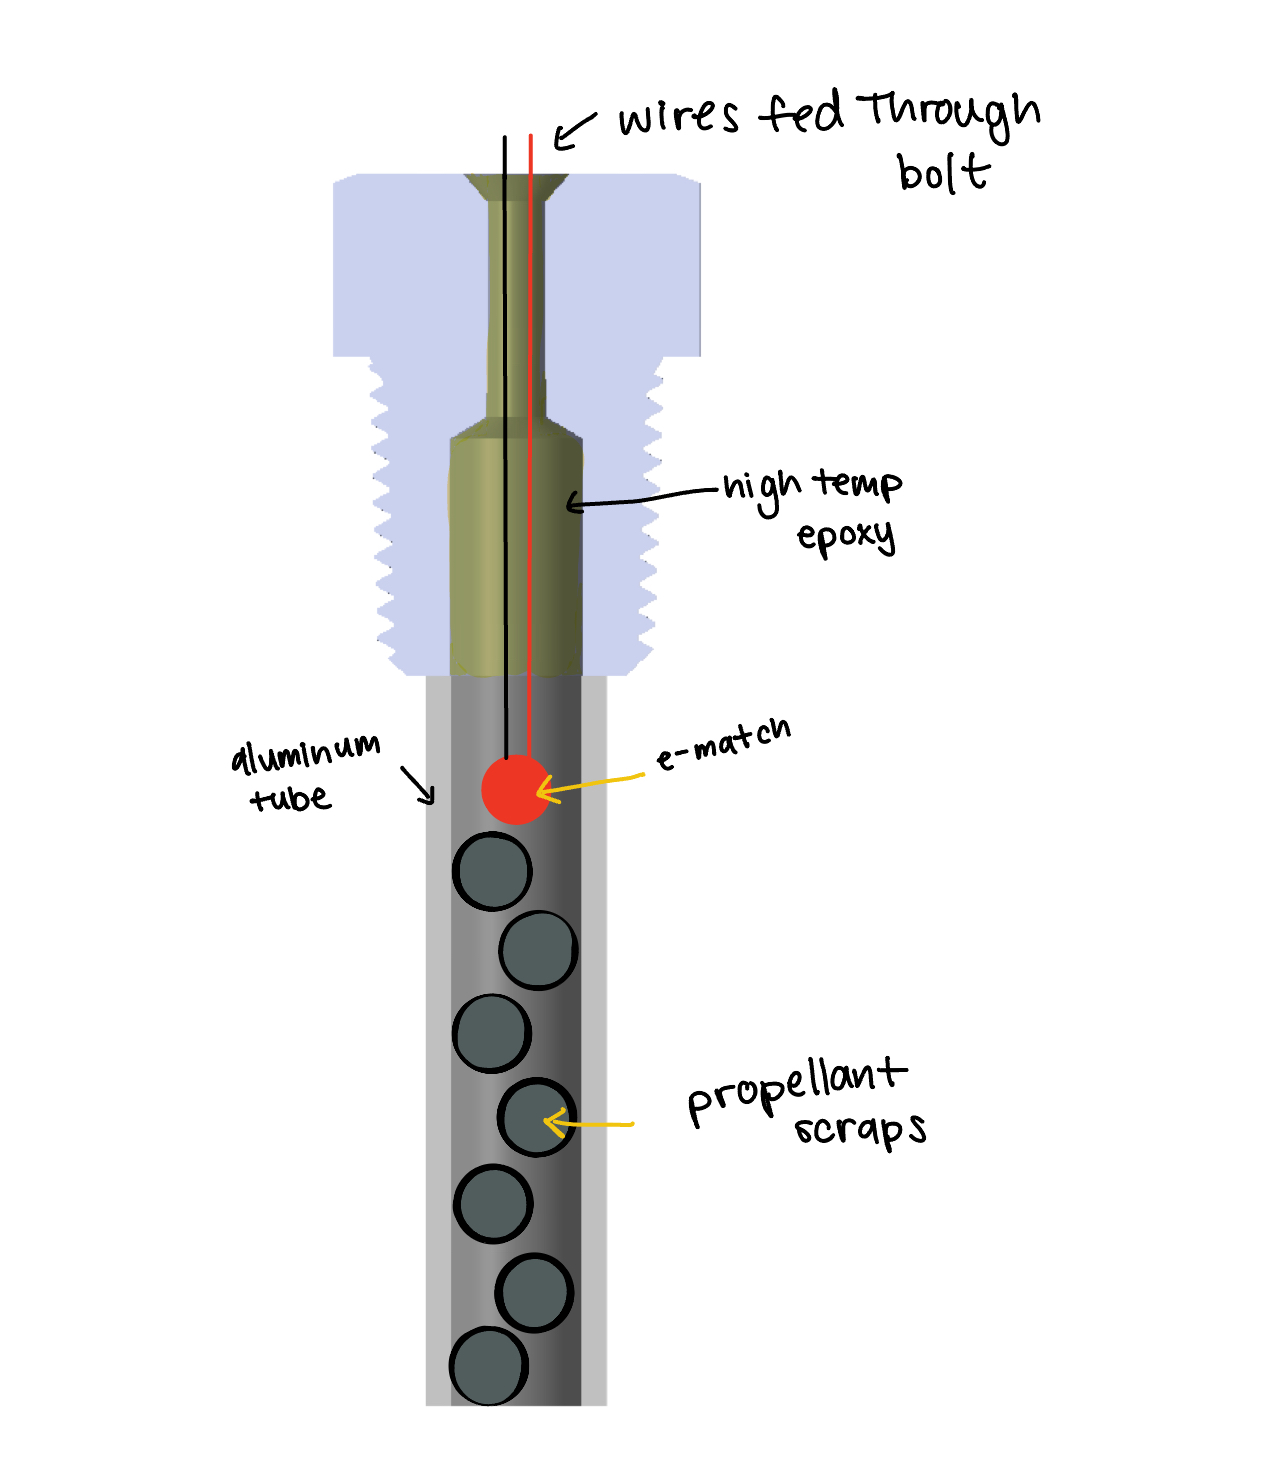 wires fed Through
bolt
high temp
epoxy
e-match
aluminum
tube
propellant
scraps